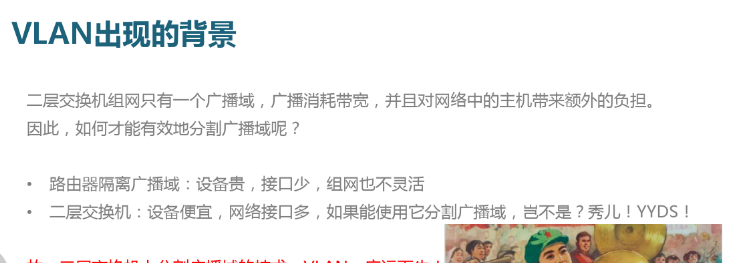 VLAN出现的背景
二层交换机组网只有一个广播域，广播消耗带宽，并且对网络中的主机带来额外的负担。
因此，如何才能有效地分割广播域呢？
• 路由器隔离广播域：设备贵，接口少，组网也不灵活
• 二层交换机：设备便宜，网络接口多，如果能使用它分割广播域，岂不是？秀儿！YYDS！